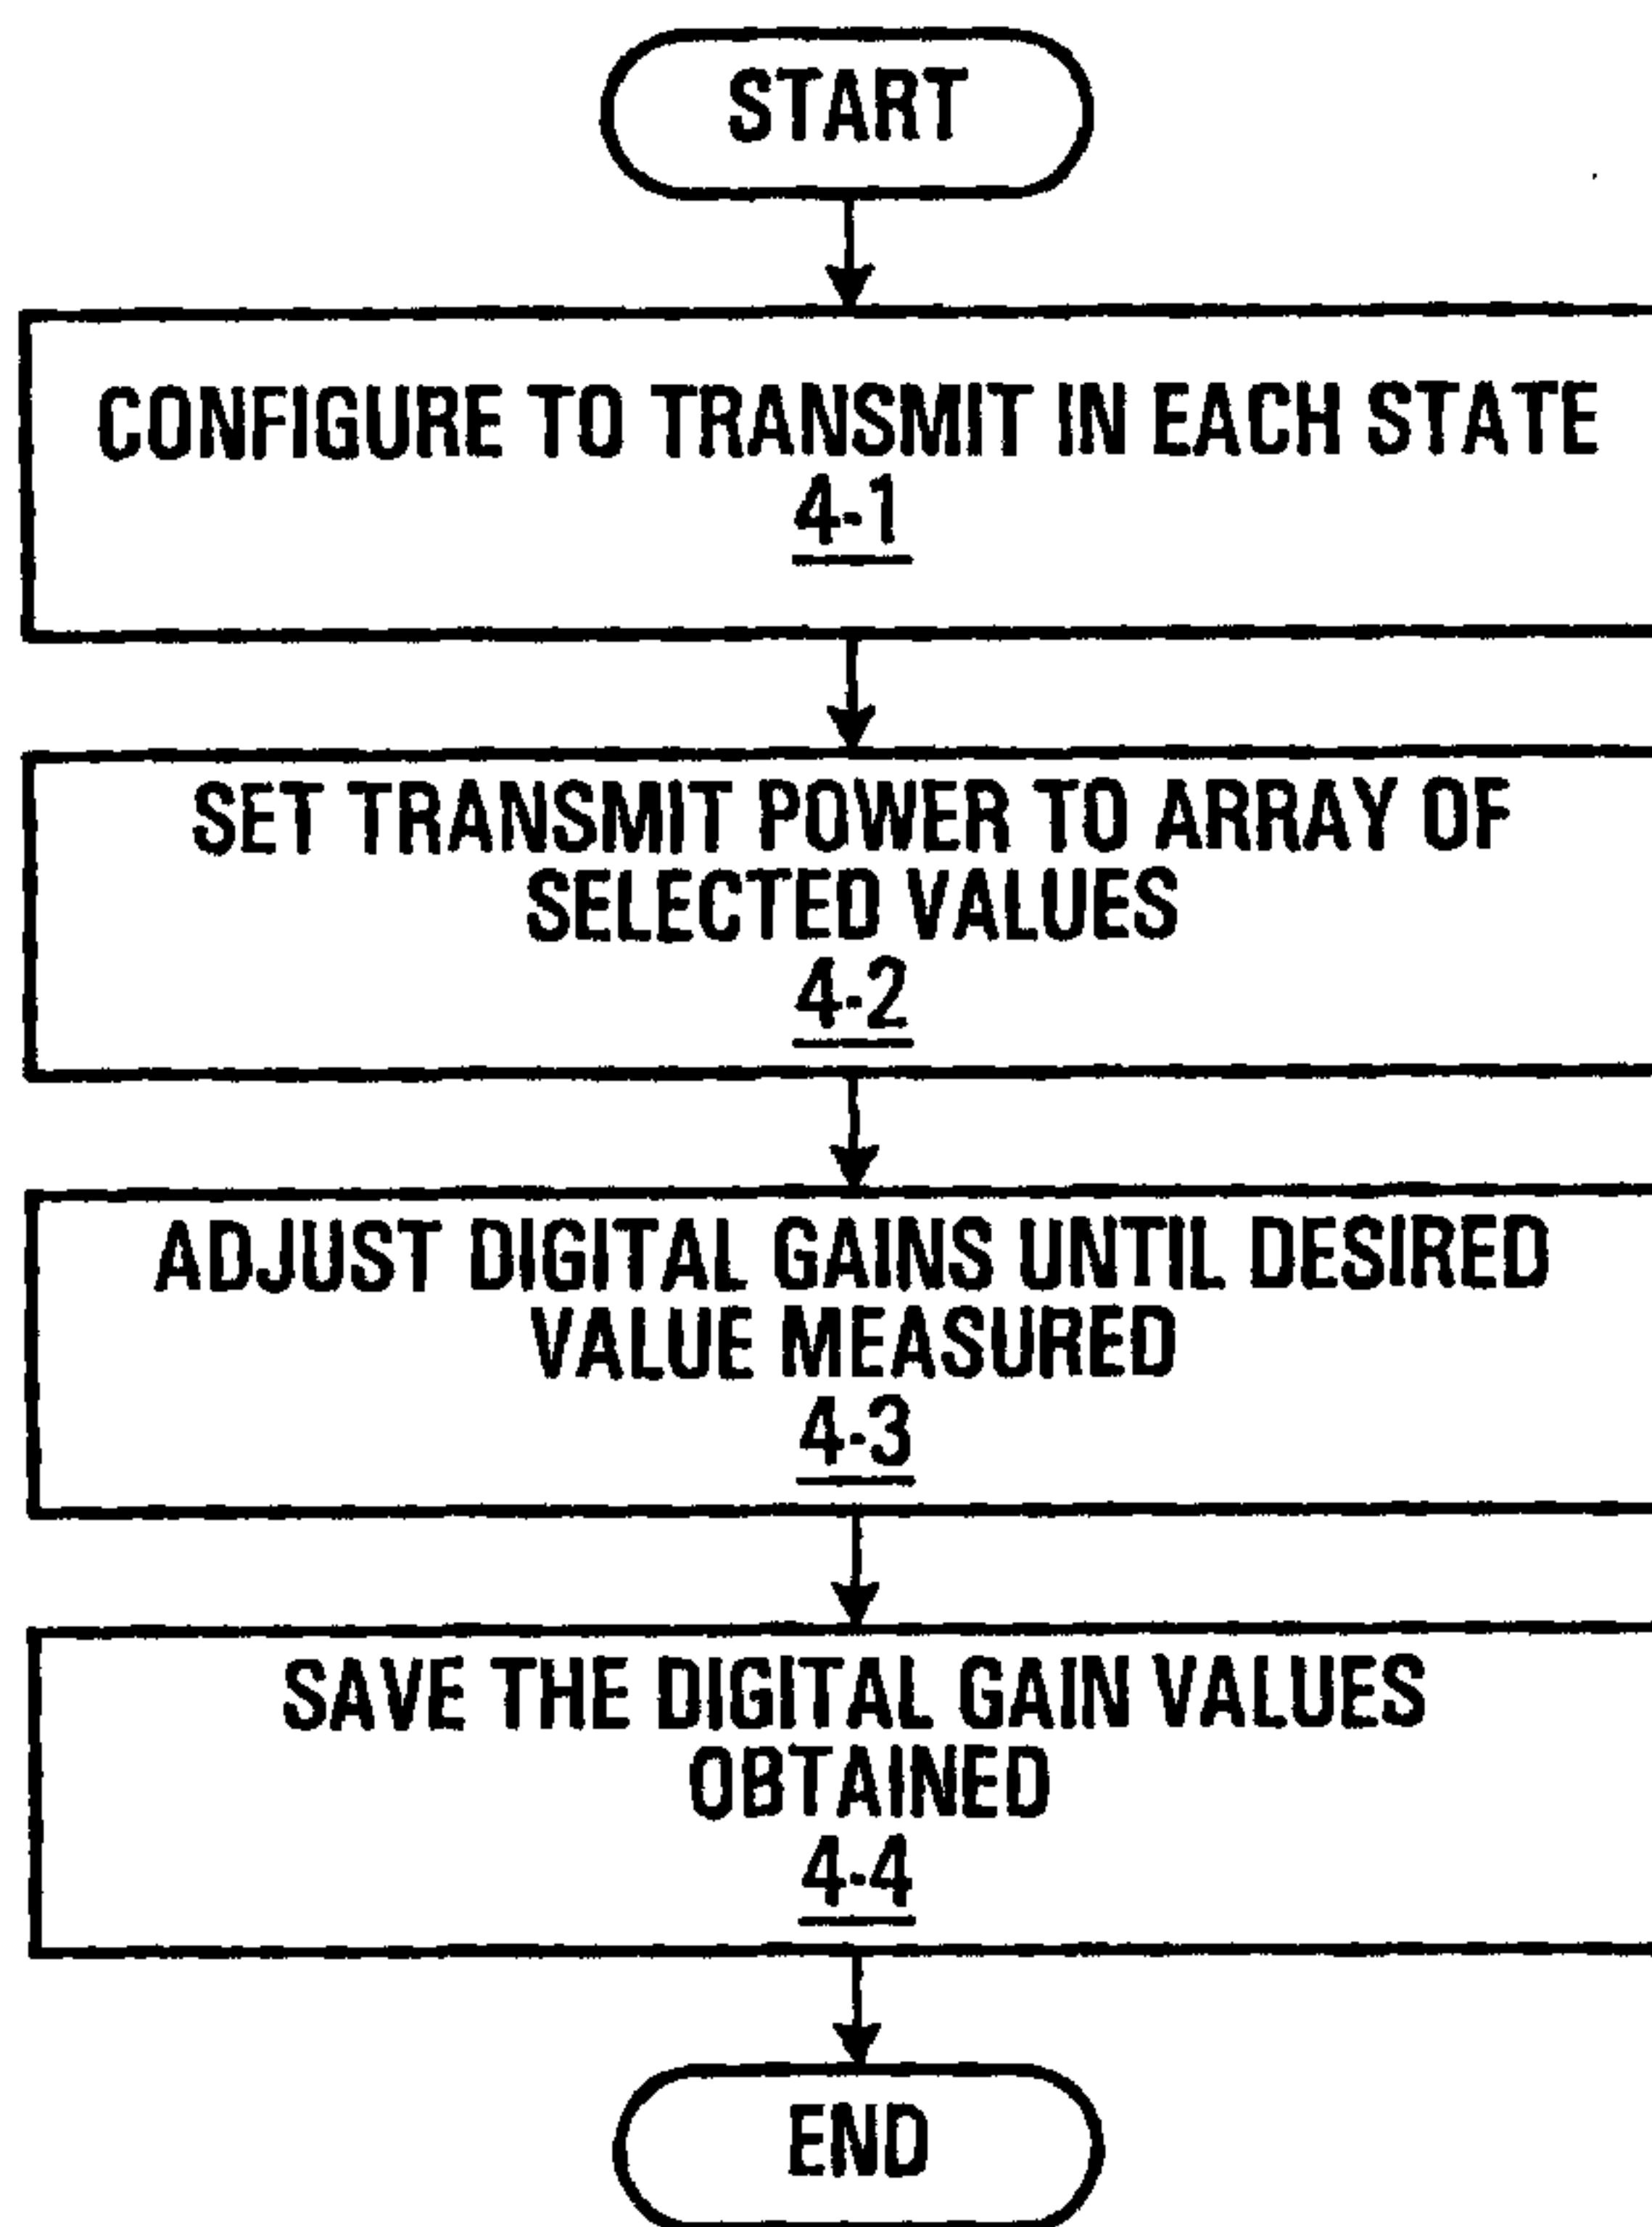 START
CONFIGURE TO TRANSMIT IN EACH STATE
4-1
SET TRANSMIT POWER TO ARRAY OF
SELECTED VALUES
4-2
ADJUST DIGITAL GAINS UNTIL DESIRED
VALUE MEASURED
4-3
SAVE THE DIGITAL GAIN VALUES
OBTAINED
4-4
END